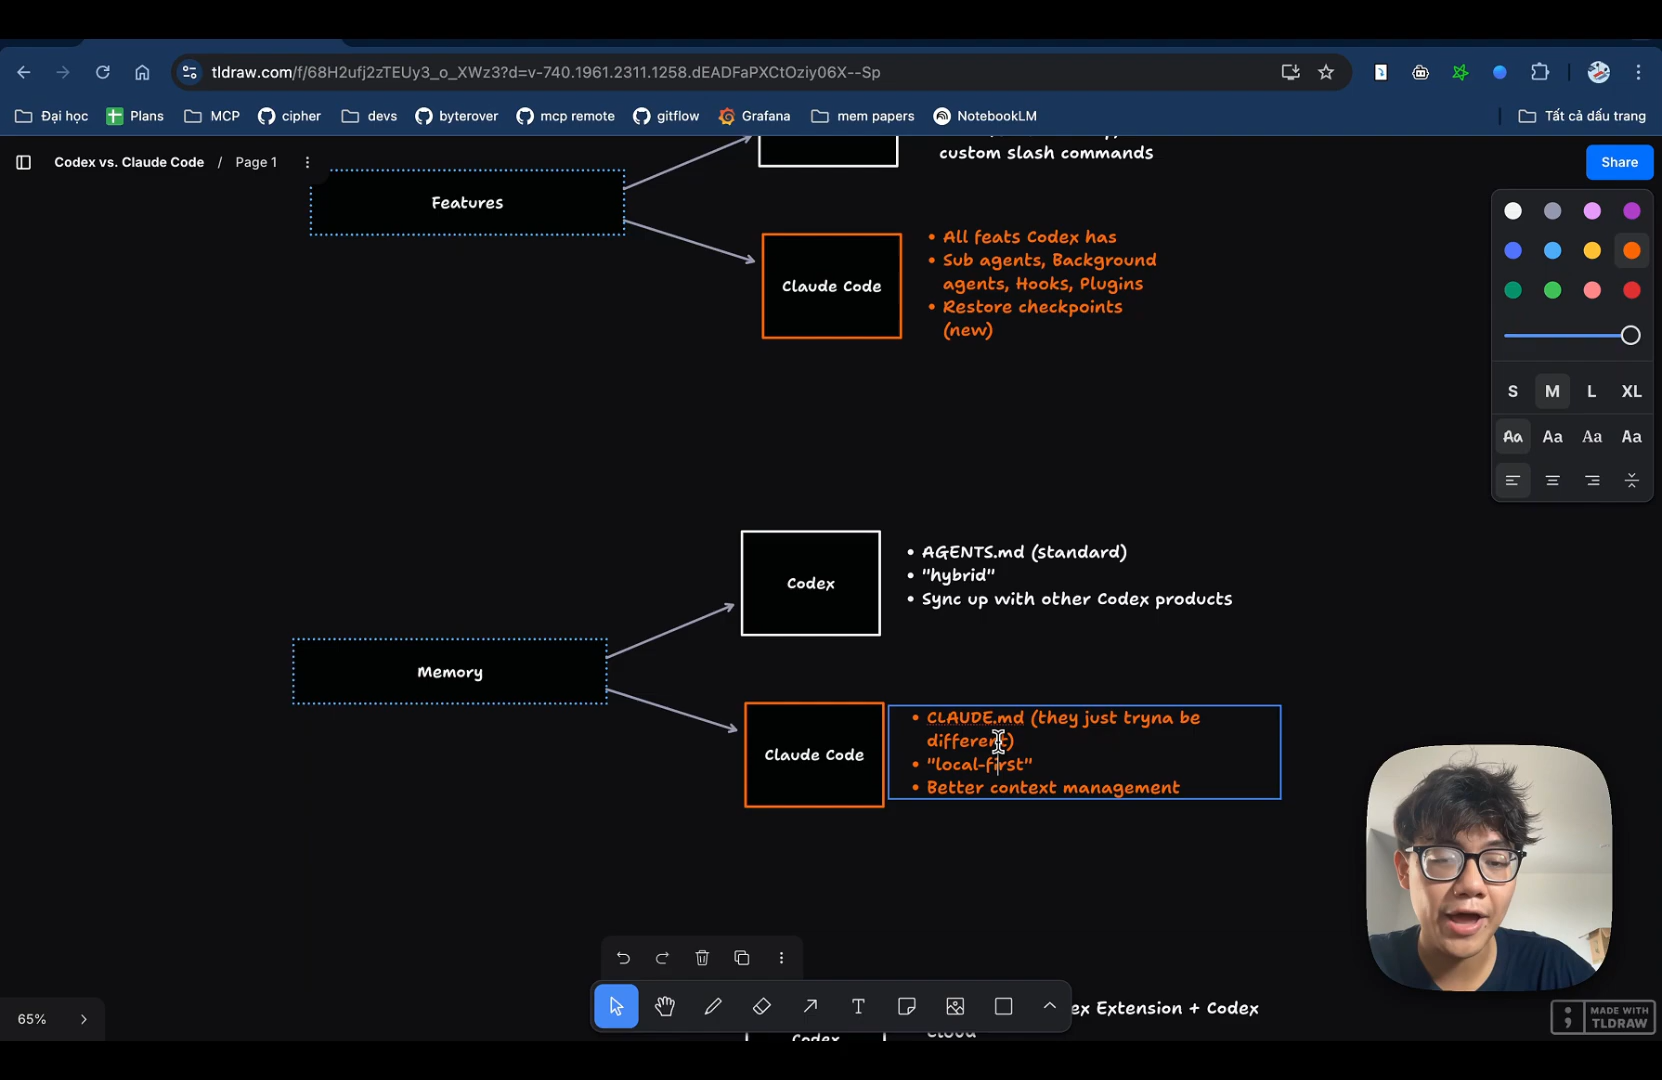 tldraw.com/f/68H2ufj2zTEUy3_o_XWz3?d=v-740.1961.2311.1258.dEADFaPXCtOziy06X--Sp
Đại học
Plans
MCP
cipher
devs
byterover
mcp remote
gitflow
Grafana
mem papers
NotebookLM
Tất cả dấu trang
Codex vs. Claude Code / Page 1
Share
custom slash commands
Features
Claude Code
• All feats Codex has
• Sub agents, Background
agents, Hooks, Plugins
• Restore checkpoints
(new)
S M L XL
Aa Aa Aa Aa
Codex
• AGENTS.md (standard)
• "hybrid"
• Sync up with other Codex products
Memory
Claude Code
• CLAUDE.md (they just tryna be
different)
• "local-first"
• Better context management
ex Extension + Codex
Cloud
Codex
65%
MADE WITH
TLDRAW